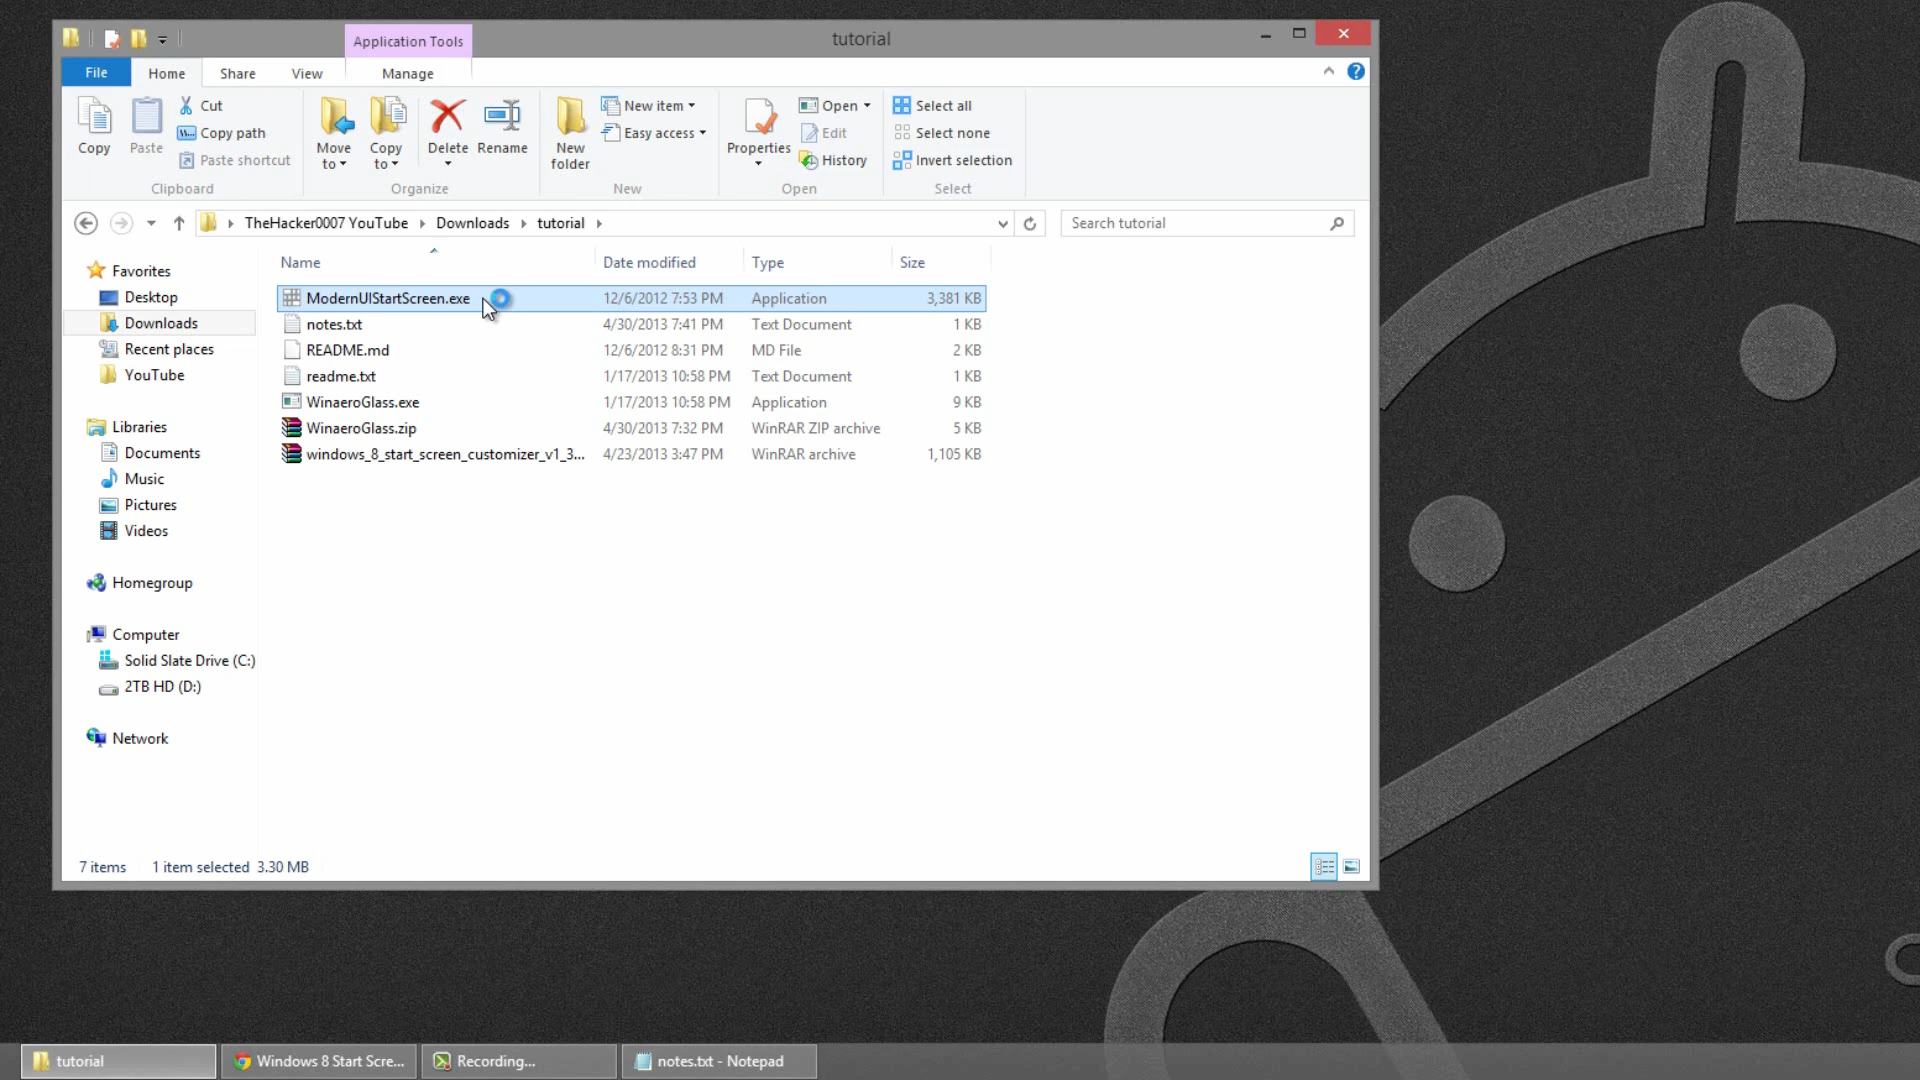 Application Tools
tutorial
File Home Share View Manage
Copy
Paste
Cut
Copy path
Paste shortcut
Clipboard
Move to
Copy to
Delete
Rename
Organize
New folder
New item
Easy access
New
Properties
Open
Edit
History
Open
Select all
Select none
Invert selection
Select
TheHacker0007 YouTube Downloads tutorial
Search tutorial
Name Date modified Type Size
ModernUIStartScreen.exe 12/6/2012 7:53 PM Application 3,381 KB
notes.txt 4/30/2013 7:41 PM Text Document 1 KB
README.md 12/6/2012 8:31 PM MD File 2 KB
readme.txt 1/17/2013 10:58 PM Text Document 1 KB
WinaeroGlass.exe 1/17/2013 10:58 PM Application 9 KB
WinaeroGlass.zip 4/30/2013 7:32 PM WinRAR ZIP archive 5 KB
windows_8_start_screen_customizer_v1_3... 4/23/2013 3:47 PM WinRAR archive 1,105 KB
Favorites
Desktop
Downloads
Recent places
YouTube
Libraries
Documents
Music
Pictures
Videos
Homegroup
Computer
Solid Slate Drive (C:)
2TB HD (D:)
Network
7 items 1 item selected 3.30 MB
tutorial
Windows 8 Start Scre...
Recording...
notes.txt - Notepad